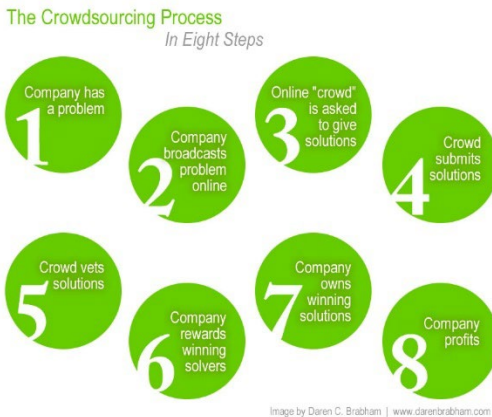 The Crowdsourcing Process
In Eight Steps
1
Company has
a problem
2
Company
broadcasts
problem
online
3
Online "crowd"
is asked
to give
solutions
4
Crowd
submits
solutions
5
Crowd vets
solutions
6
Company
rewards
winning
solvers
7
Company
owns
winning
solutions
8
Company
profits
Image by Daren C. Brabham | www.darenbrabham.com